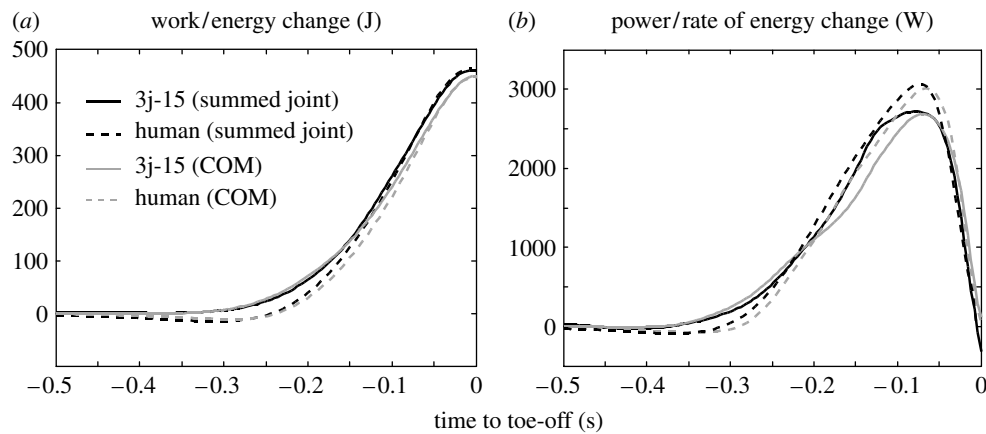 (a) work/energy change (J)
500
400
300
200
100
0
3j-15 (summed joint)
human (summed joint)
3j-15 (COM)
human (COM)
−0.5 −0.4 −0.3 −0.2 −0.1 0
(b) power/rate of energy change (W)
3000
2000
1000
0
−0.5 −0.4 −0.3 −0.2 −0.1 0
time to toe-off (s)